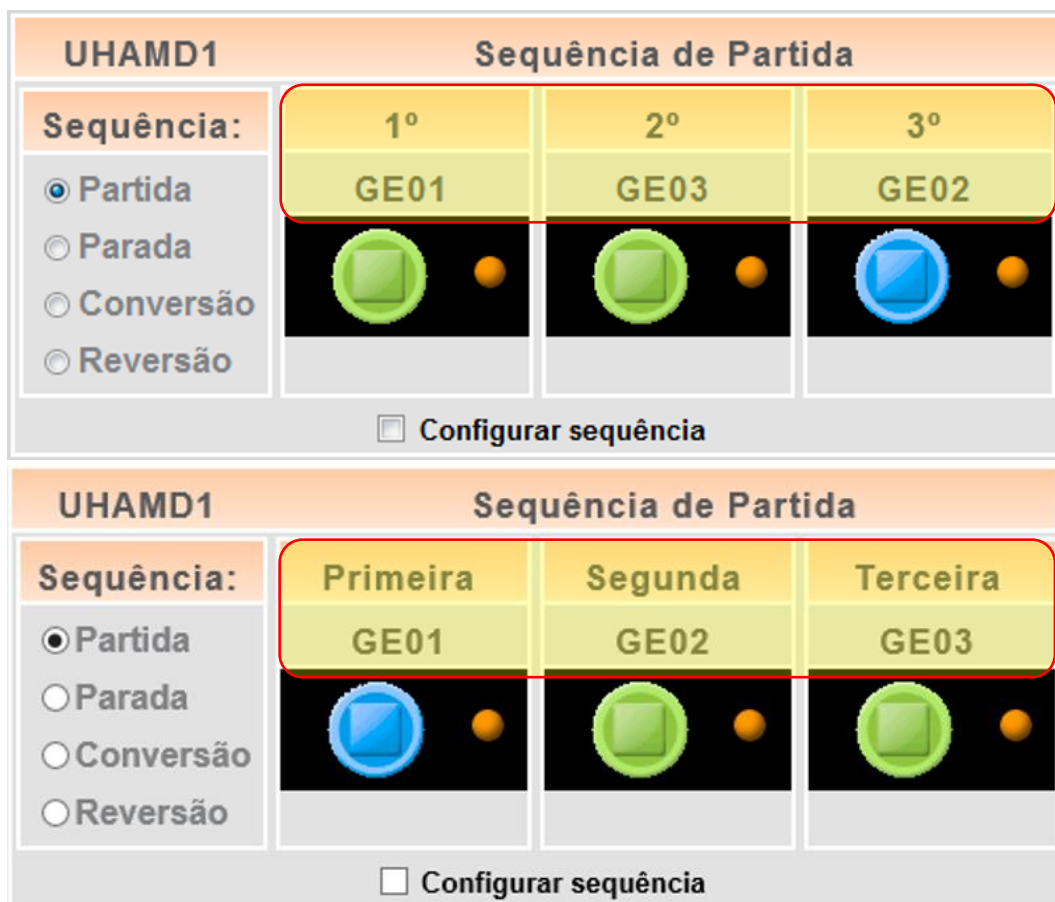 UHAMD1 Sequência de Partida
Sequência: 1º 2º 3º
Partida GE01 GE03 GE02
Parada
Conversão
Reversão
Configurar sequência
UHAMD1 Sequência de Partida
Sequência: Primeira Segunda Terceira
Partida GE01 GE02 GE03
Parada
Conversão
Reversão
Configurar sequência